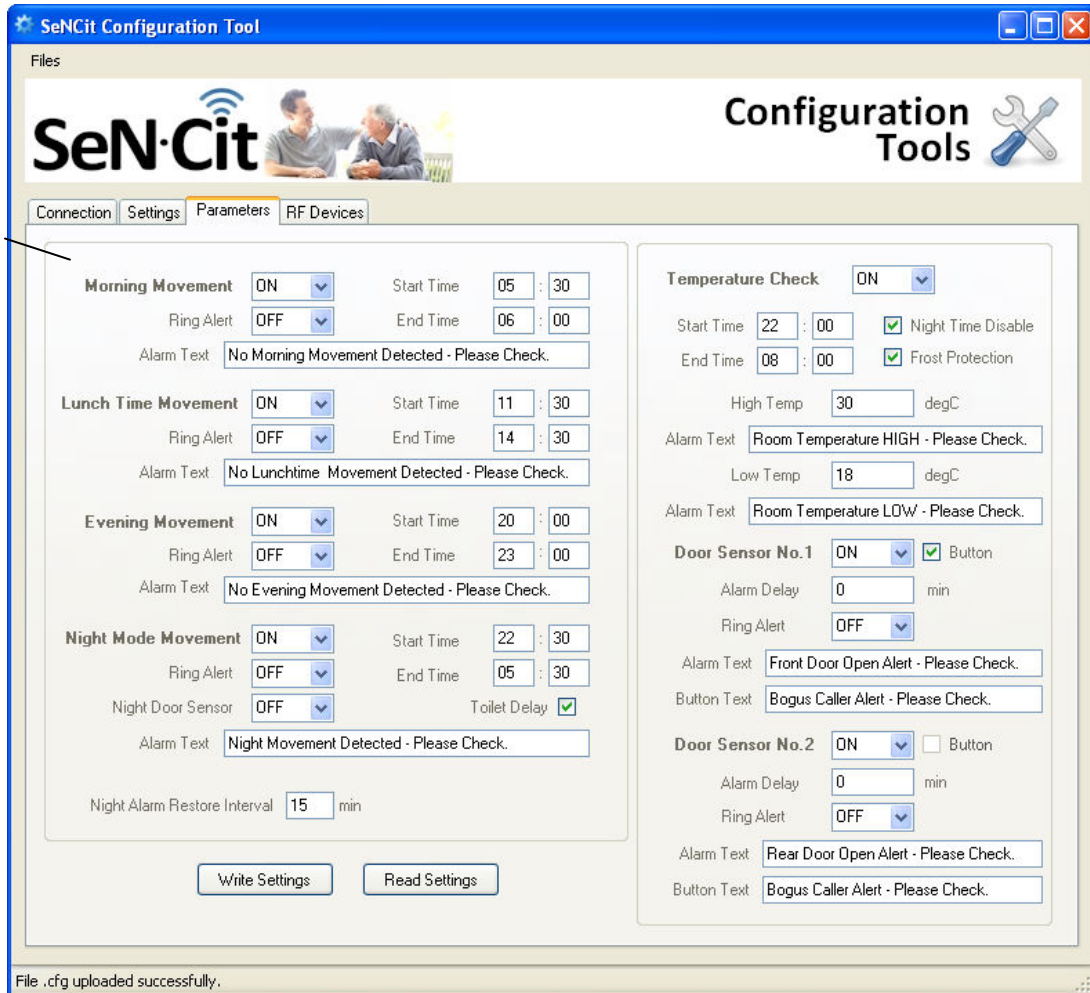 SeNCit Configuration Tool
Files
SeN·Cit
Configuration
Tools
Connection Settings Parameters RF Devices
Morning Movement ON Start Time 05 : 30
Ring Alert OFF End Time 06 : 00
Alarm Text No Morning Movement Detected - Please Check.
Lunch Time Movement ON Start Time 11 : 30
Ring Alert OFF End Time 14 : 30
Alarm Text No Lunchtime  Movement Detected - Please Check.
Evening Movement ON Start Time 20 : 00
Ring Alert OFF End Time 23 : 00
Alarm Text No Evening Movement Detected - Please Check.
Night Mode Movement ON Start Time 22 : 30
Ring Alert OFF End Time 05 : 30
Night Door Sensor OFF Toilet Delay
Alarm Text Night Movement Detected - Please Check.
Night Alarm Restore Interval 15 min
Write Settings Read Settings
Temperature Check ON
Start Time 22 : 00 Night Time Disable
End Time 08 : 00 Frost Protection
High Temp 30 degC
Alarm Text Room Temperature HIGH - Please Check.
Low Temp 18 degC
Alarm Text Room Temperature LOW - Please Check.
Door Sensor No.1 ON Button
Alarm Delay 0 min
Ring Alert OFF
Alarm Text Front Door Open Alert - Please Check.
Button Text Bogus Caller Alert - Please Check.
Door Sensor No.2 ON Button
Alarm Delay 0 min
Ring Alert OFF
Alarm Text Rear Door Open Alert - Please Check.
Button Text Bogus Caller Alert - Please Check.
File .cfg uploaded successfully.